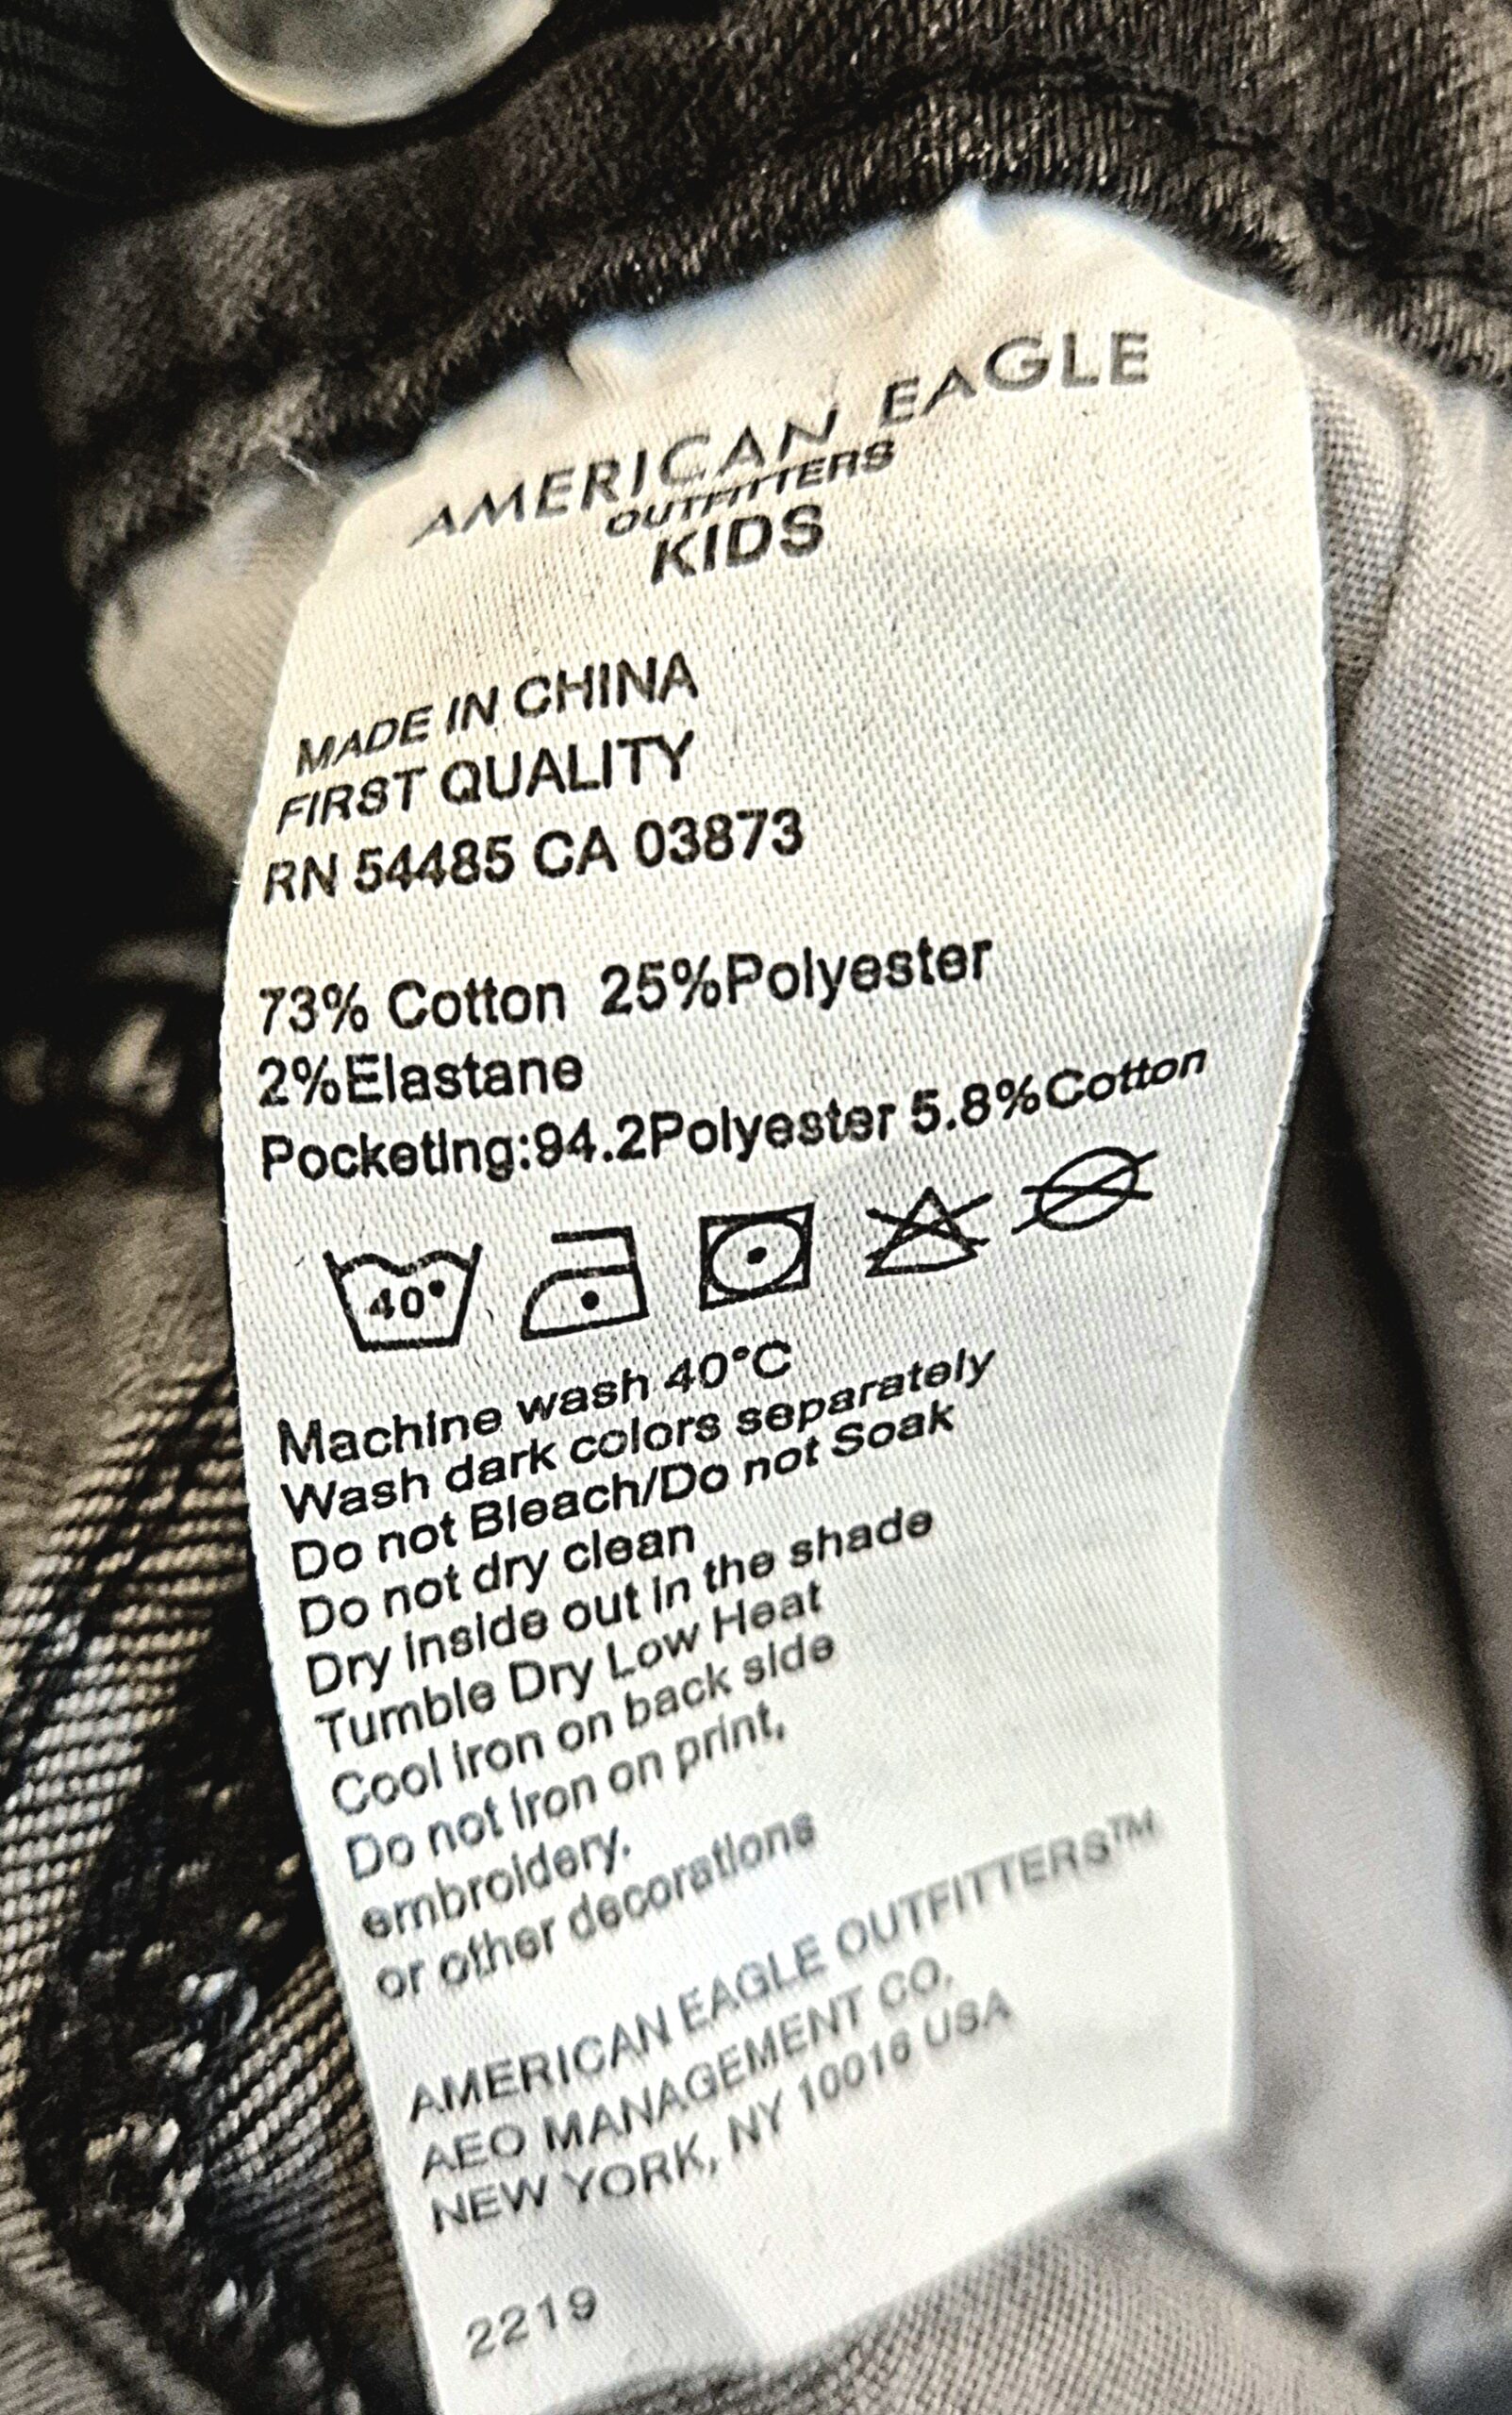 AMERICAN EAGLE
OUTFITTERS
KIDS
MADE IN CHINA
FIRST QUALITY
RN 54485 CA 03873
73% Cotton 25%Polyester
2%Elastane
Pocketing:94.2Polyester 5.8%Cotton
40°
Machine wash 40°C
Wash dark colors separately
Do not Bleach/Do not Soak
Do not dry clean
Dry inside out in the shade
Tumble Dry Low Heat
Cool iron on back side
Do not iron on print,
embroidery.
or other decorations
AMERICAN EAGLE OUTFITTERS™
AEO MANAGEMENT CO.
NEW YORK, NY 10016 USA
2219